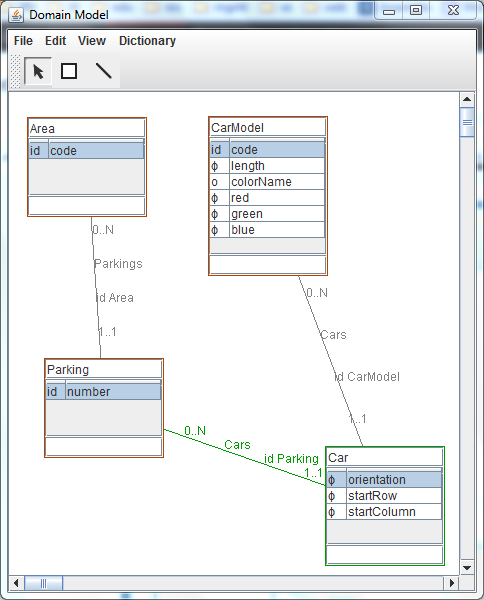 Domain Model
File Edit View Dictionary
Area
id code
CarModel
id code
ϕ length
o colorName
ϕ red
ϕ green
ϕ blue
0..N
Parkings
id Area
1..1
0..N
Cars
id CarModel
1..1
Parking
id number
0..N
Cars
id Parking
1..1
Car
ϕ orientation
ϕ startRow
ϕ startColumn